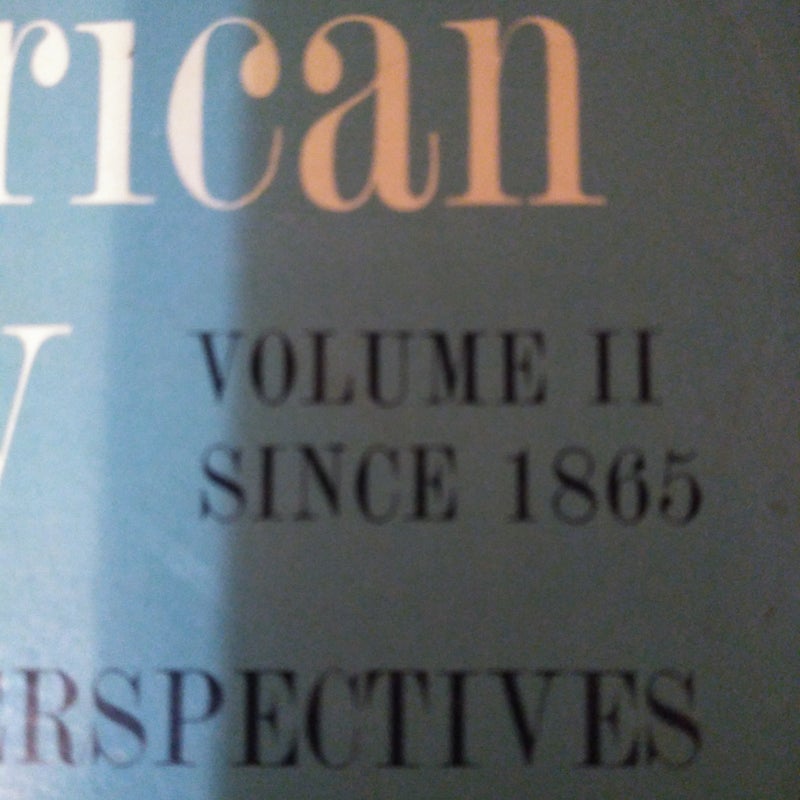 rican
y VOLUME II
SINCE 1865
ERSPECTIVES